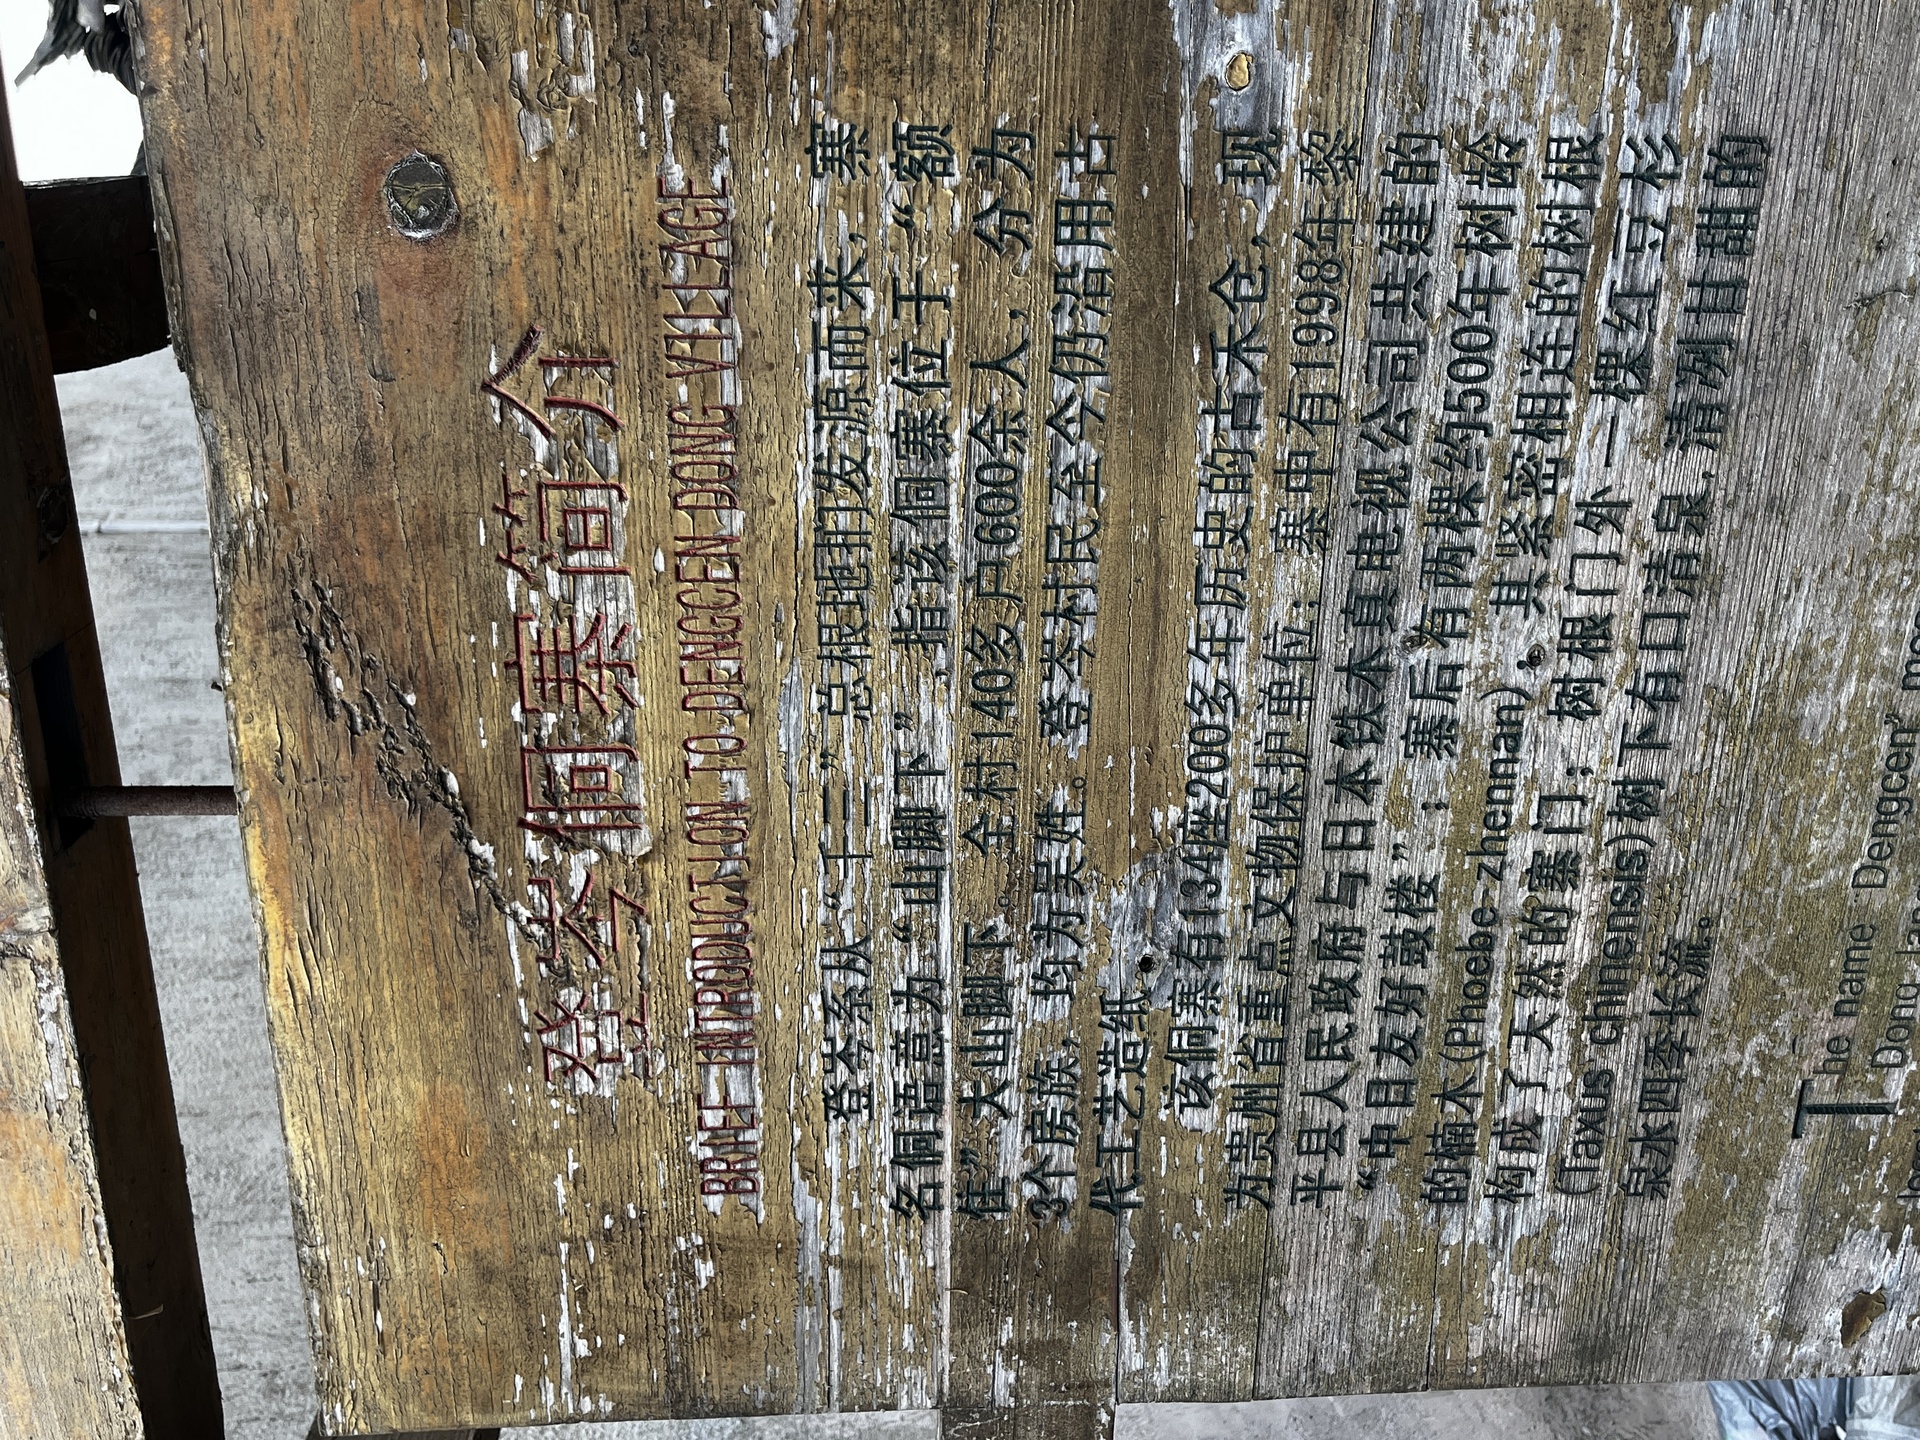 登岑侗寨简介
BRIEF INTRODUCTION TO DENGCEN DONG VILLAGE
登岑系从“十二”总根地扪发源而来，寨
名侗语意为“山脚下”，指该侗寨位于“额
住”大山脚下。全村140多户600余人，分为
3个房族，均为吴姓。登岑村民至今仍沿用古
代工艺造纸。
该侗寨有134座200多年历史的古禾仓，现
为贵州省重点文物保护单位；寨中有1998年黎
平县人民政府与日本铁木真电视公司共建的
“中日友好鼓楼”；寨后有两棵约500年树龄
的楠木(Phoebe zhennan)，其紧密相连的树根
构成了天然的寨门；树根门外一棵红豆杉
(Taxus chinensis)树下有口清泉，清冽甘甜的
泉水四季长流。
The name "Dengcen"
Dong